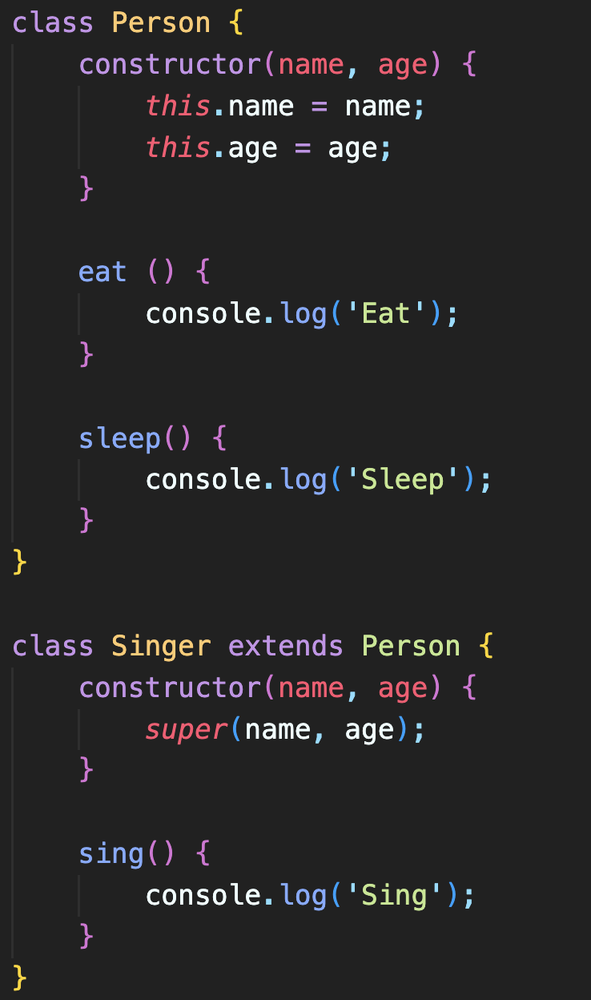 class Person {
    constructor(name, age) {
        this.name = name;
        this.age = age;
    }

    eat () {
        console.log('Eat');
    }

    sleep() {
        console.log('Sleep');
    }
}

class Singer extends Person {
    constructor(name, age) {
        super(name, age);
    }

    sing() {
        console.log('Sing');
    }
}